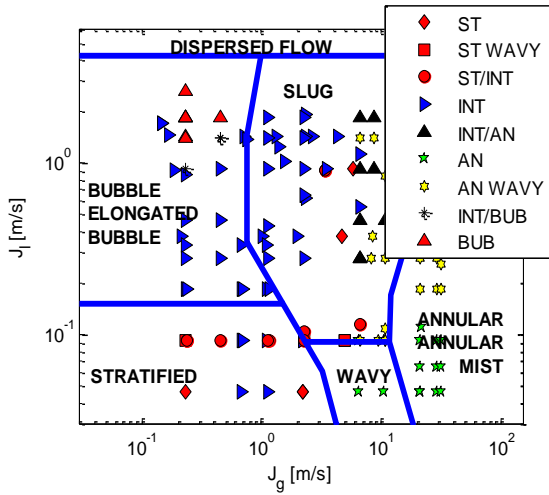 DISPERSED FLOW
SLUG
BUBBLE
ELONGATED
BUBBLE
STRATIFIED
WAVY
ANNULAR
ANNULAR
MIST
ST
ST WAVY
ST/INT
INT
INT/AN
AN
AN WAVY
INT/BUB
BUB
10^0
10^-1
J_l [m/s]
10^-1 10^0 10^1 10^2
J_g [m/s]